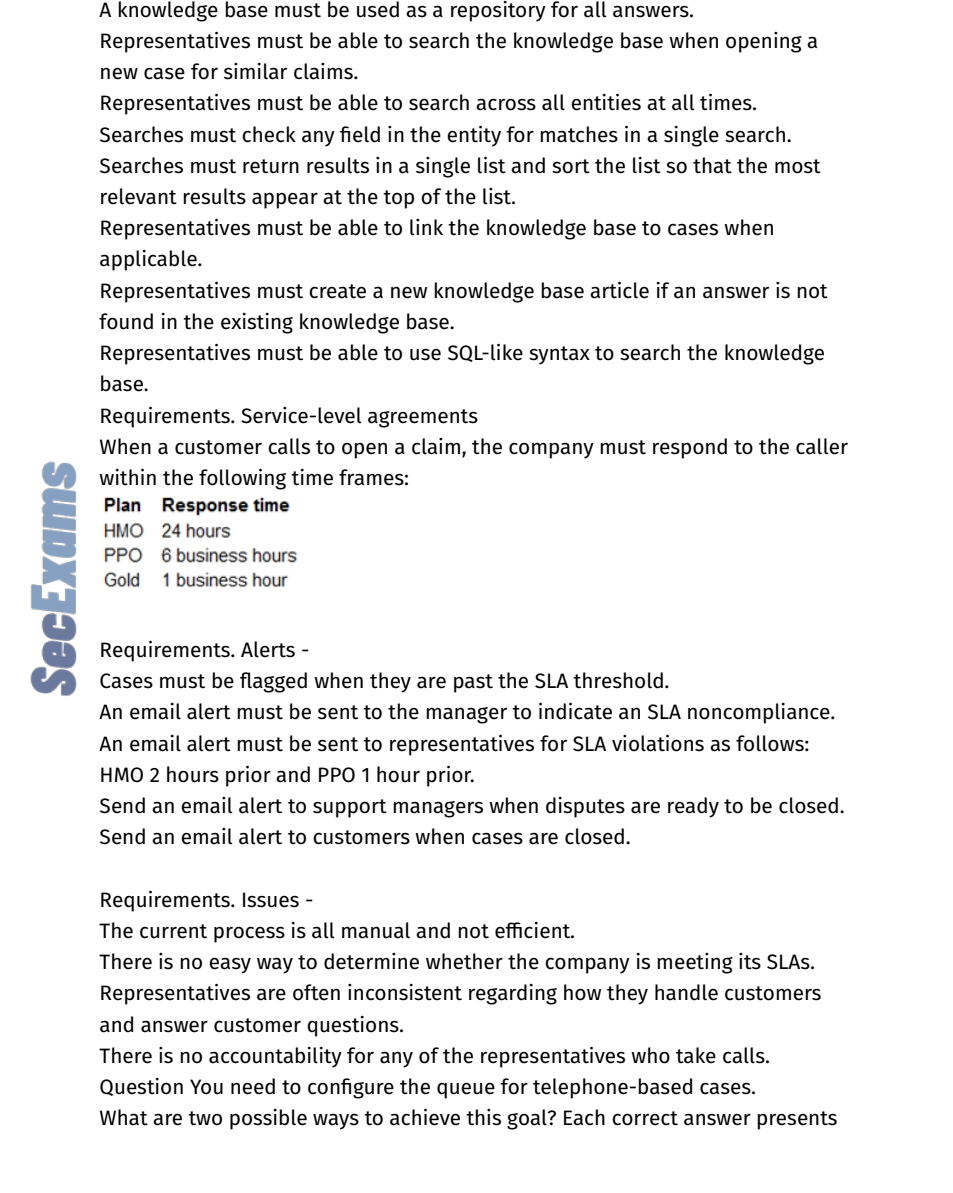 A knowledge base must be used as a repository for all answers.
Representatives must be able to search the knowledge base when opening a
new case for similar claims.
Representatives must be able to search across all entities at all times.
Searches must check any field in the entity for matches in a single search.
Searches must return results in a single list and sort the list so that the most
relevant results appear at the top of the list.
Representatives must be able to link the knowledge base to cases when
applicable.
Representatives must create a new knowledge base article if an answer is not
found in the existing knowledge base.
Representatives must be able to use SQL-like syntax to search the knowledge
base.
Requirements. Service-level agreements
When a customer calls to open a claim, the company must respond to the caller
within the following time frames:
Plan Response time
HMO 24 hours
PPO 6 business hours
Gold 1 business hour
SecExams
Requirements. Alerts -
Cases must be flagged when they are past the SLA threshold.
An email alert must be sent to the manager to indicate an SLA noncompliance.
An email alert must be sent to representatives for SLA violations as follows:
HMO 2 hours prior and PPO 1 hour prior.
Send an email alert to support managers when disputes are ready to be closed.
Send an email alert to customers when cases are closed.
Requirements. Issues -
The current process is all manual and not efficient.
There is no easy way to determine whether the company is meeting its SLAs.
Representatives are often inconsistent regarding how they handle customers
and answer customer questions.
There is no accountability for any of the representatives who take calls.
Question You need to configure the queue for telephone-based cases.
What are two possible ways to achieve this goal? Each correct answer presents